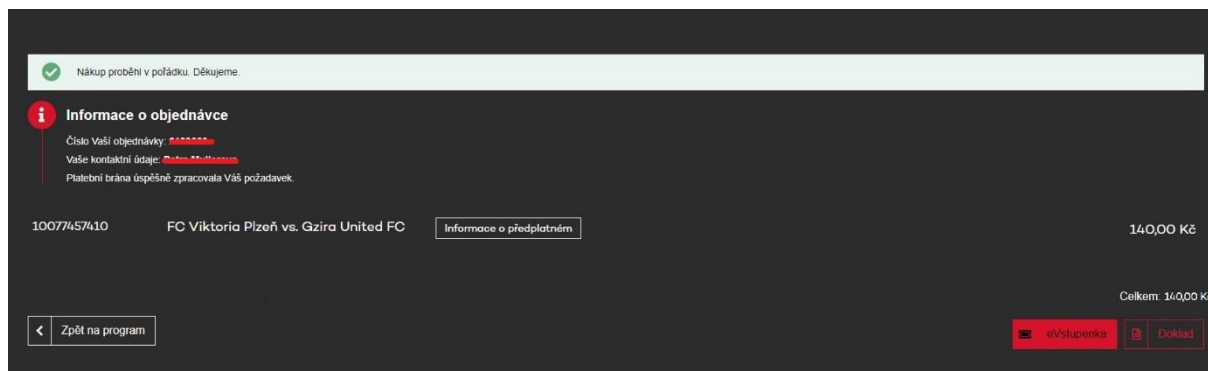 Nákup proběhl v pořádku. Děkujeme.
Informace o objednávce
Číslo Vaší objednávky:
Vaše kontaktní údaje:
Platební brána úspěšně zpracovala Váš požadavek.
10077457410 FC Viktoria Plzeň vs. Gzira United FC Informace o předplatném 140,00 Kč
Celkem: 140,00 K
Zpět na program eVstupenka Doklad